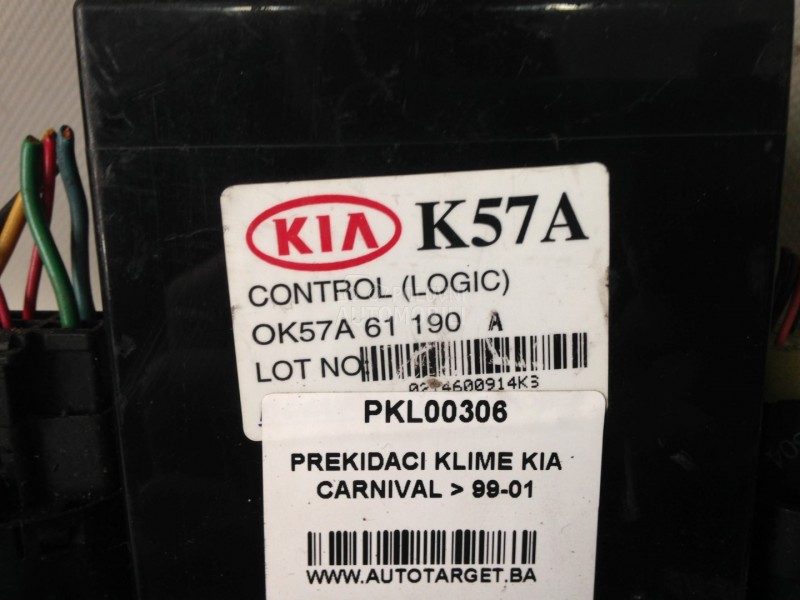 KIA K57A
CONTROL (LOGIC)
OK57A 61 190 A
LOT NO
PKL00306
PREKIDACI KLIME KIA
CARNIVAL > 99-01
WWW.AUTOTARGET.BA